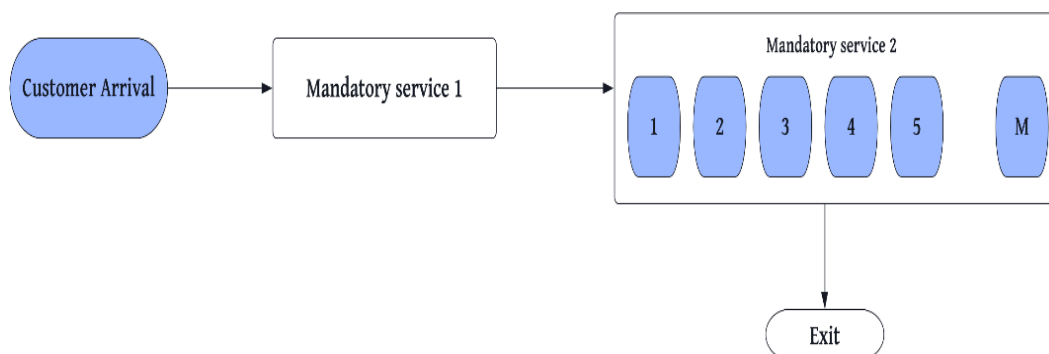 Customer Arrival
Mandatory service 1
Mandatory service 2
1 2 3 4 5 M
Exit